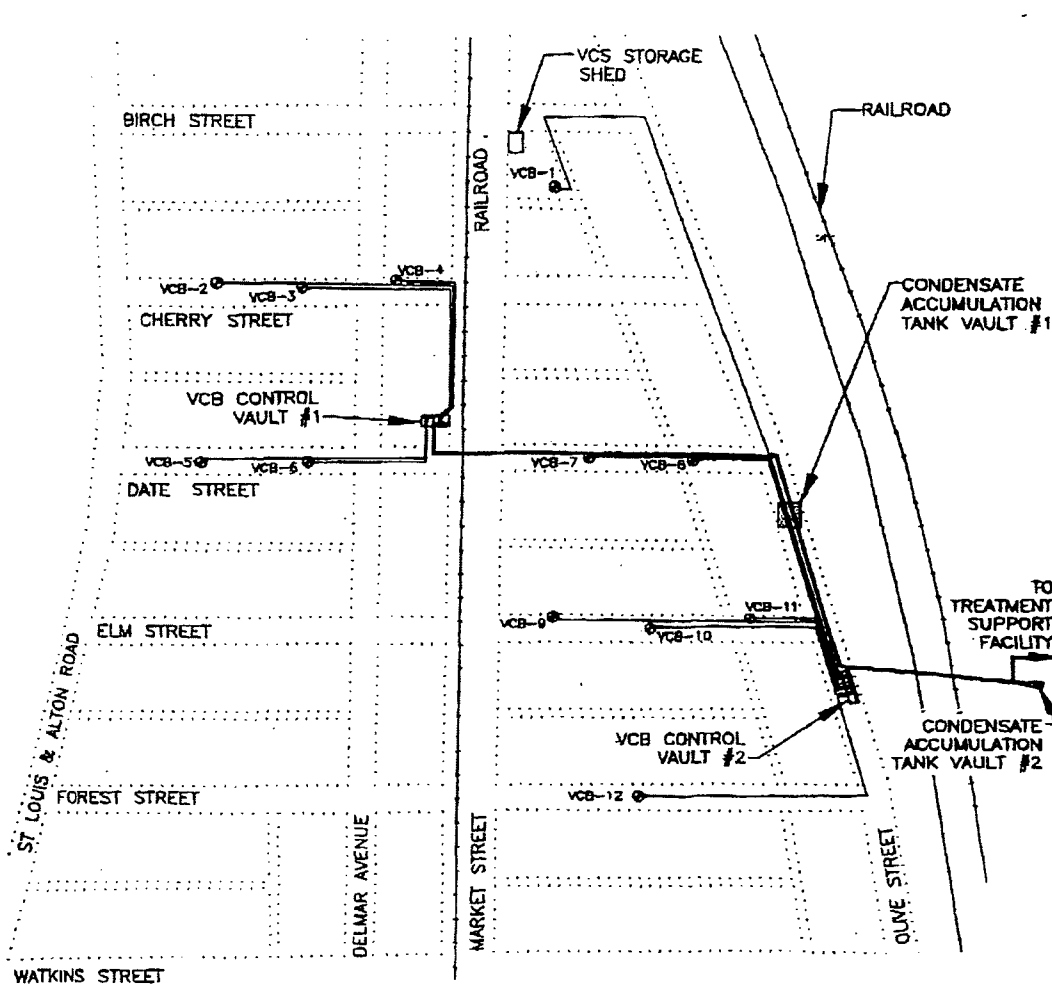 VCS STORAGE
SHED
BIRCH STREET
RAILROAD
RAILROAD
VCB-1
VCB-4
VCB-2
VCB-3
CHERRY STREET
CONDENSATE
ACCUMULATION
TANK VAULT #1
VCB CONTROL
VAULT #1
VCB-5
VCB-6
VCB-7
VCB-8
DATE STREET
TO
TREATMENT
SUPPORT
FACILITY
VCB-11
VCB-9
VCB-10
ELM STREET
ST LOUIS & ALTON ROAD
VCB CONTROL
VAULT #2
CONDENSATE
ACCUMULATION
TANK VAULT #2
FOREST STREET
VCB-12
DELMAR AVENUE
MARKET STREET
OLIVE STREET
WATKINS STREET